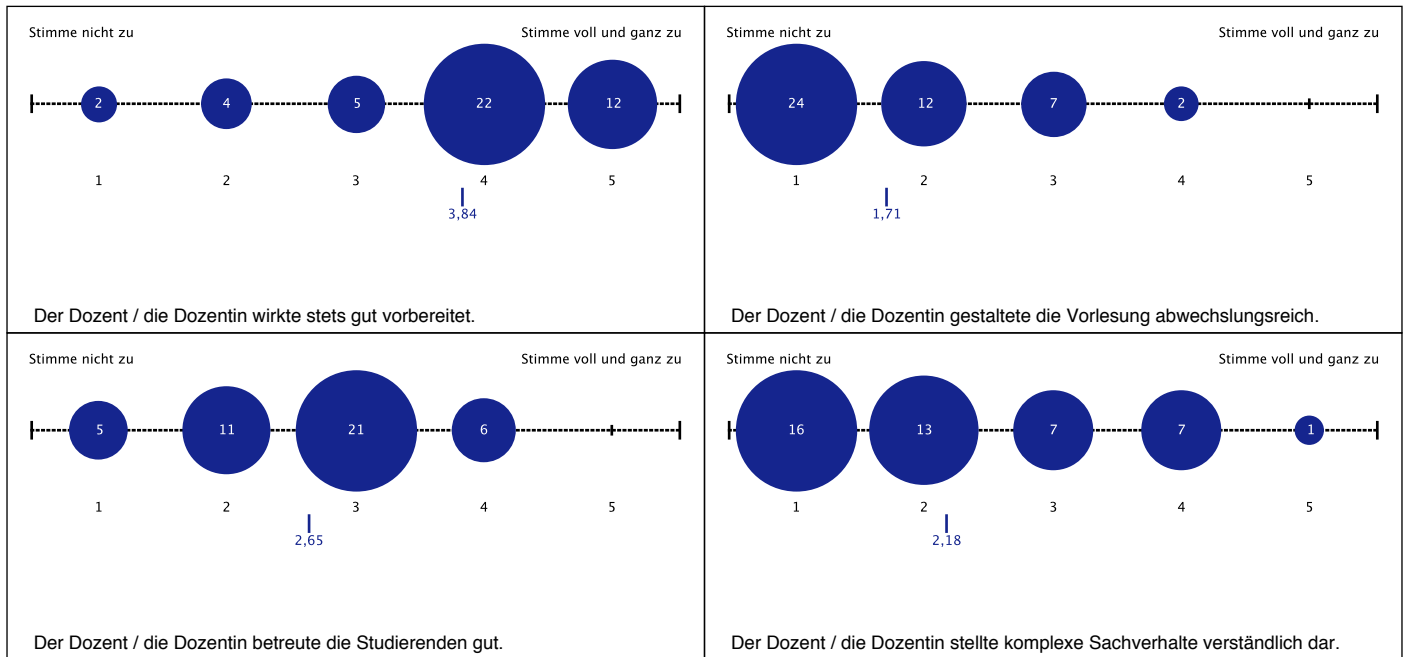 Stimme nicht zu Stimme voll und ganz zu
2 4 5 22 12
1 2 3 4 5
3,84
Der Dozent / die Dozentin wirkte stets gut vorbereitet.
Stimme nicht zu Stimme voll und ganz zu
24 12 7 2
1 2 3 4 5
1,71
Der Dozent / die Dozentin gestaltete die Vorlesung abwechslungsreich.
Stimme nicht zu Stimme voll und ganz zu
5 11 21 6
1 2 3 4 5
2,65
Der Dozent / die Dozentin betreute die Studierenden gut.
Stimme nicht zu Stimme voll und ganz zu
16 13 7 7 1
1 2 3 4 5
2,18
Der Dozent / die Dozentin stellte komplexe Sachverhalte verständlich dar.